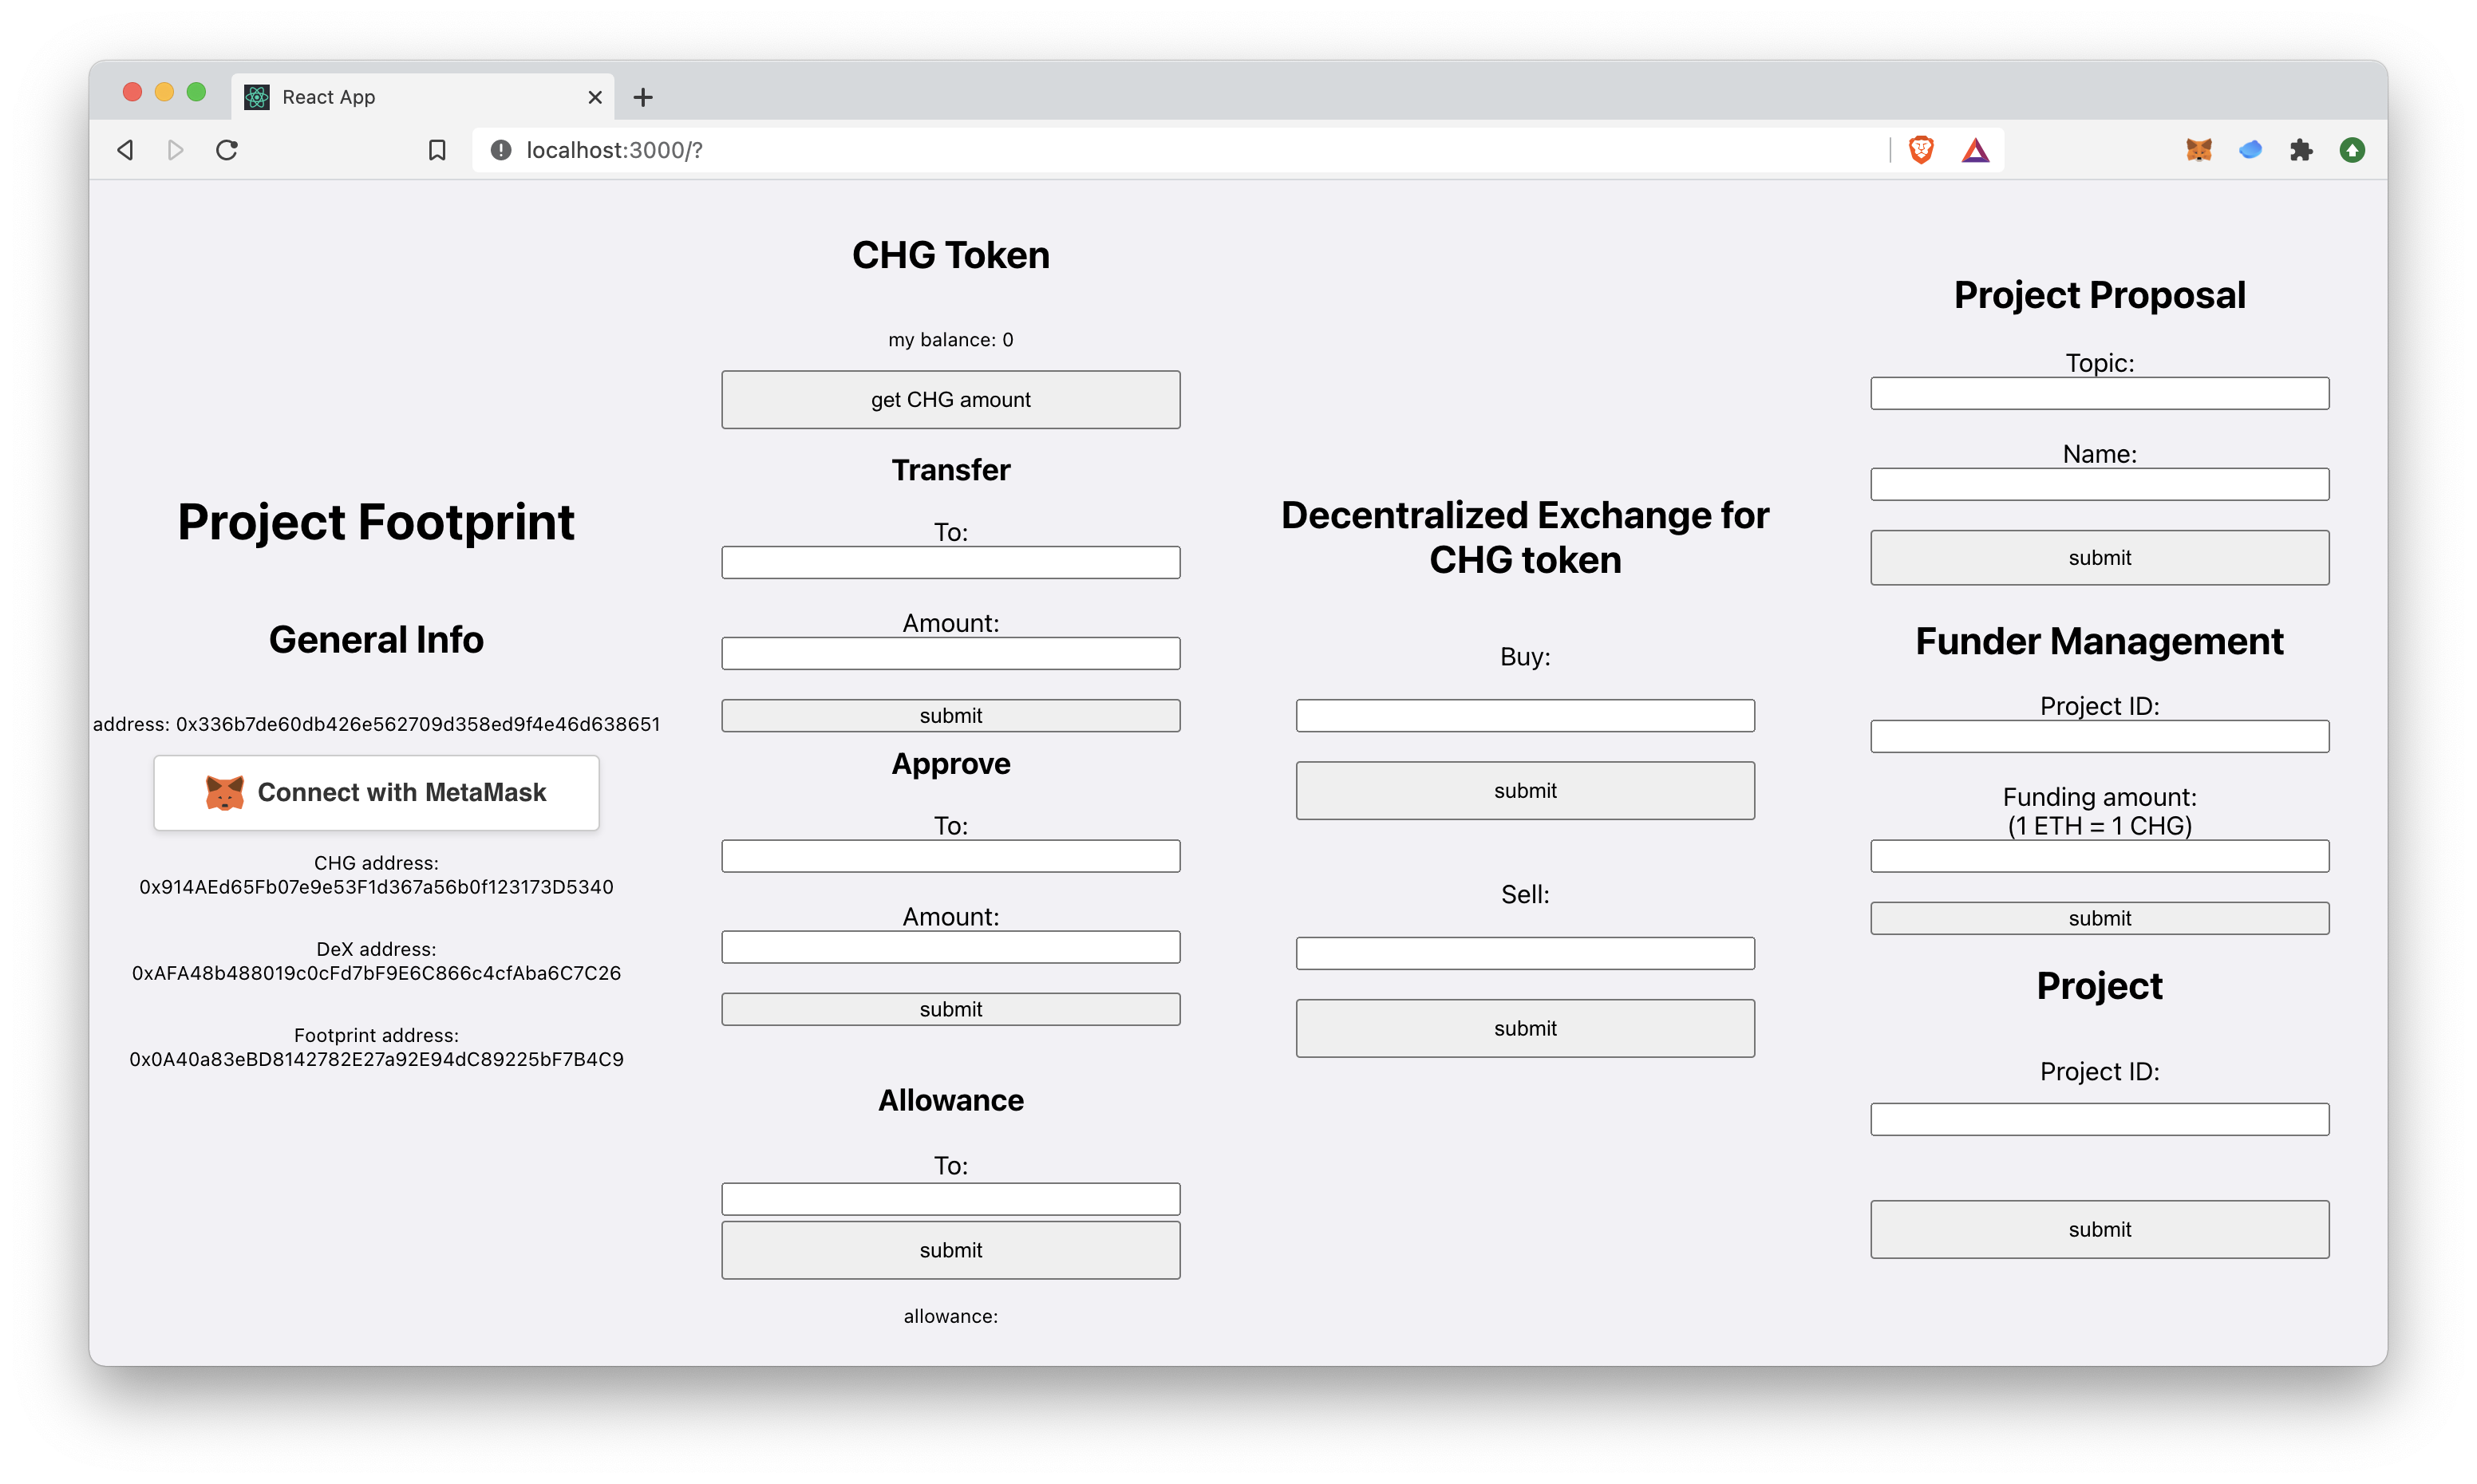 React App
localhost:3000/?
Project Footprint
General Info
address: 0x336b7de60db426e562709d358ed9f4e46d638651
Connect with MetaMask
CHG address:
0x914AEd65Fb07e9e53F1d367a56b0f123173D5340
DeX address:
0xAFA48b488019c0cFd7bF9E6C866c4cfAba6C7C26
Footprint address:
0x0A40a83eBD8142782E27a92E94dC89225bF7B4C9
CHG Token
my balance: 0
get CHG amount
Transfer
To:
Amount:
submit
Approve
To:
Amount:
submit
Allowance
To:
submit
allowance:
Decentralized Exchange for
CHG token
Buy:
submit
Sell:
submit
Project Proposal
Topic:
Name:
submit
Funder Management
Project ID:
Funding amount:
(1 ETH = 1 CHG)
submit
Project
Project ID:
submit